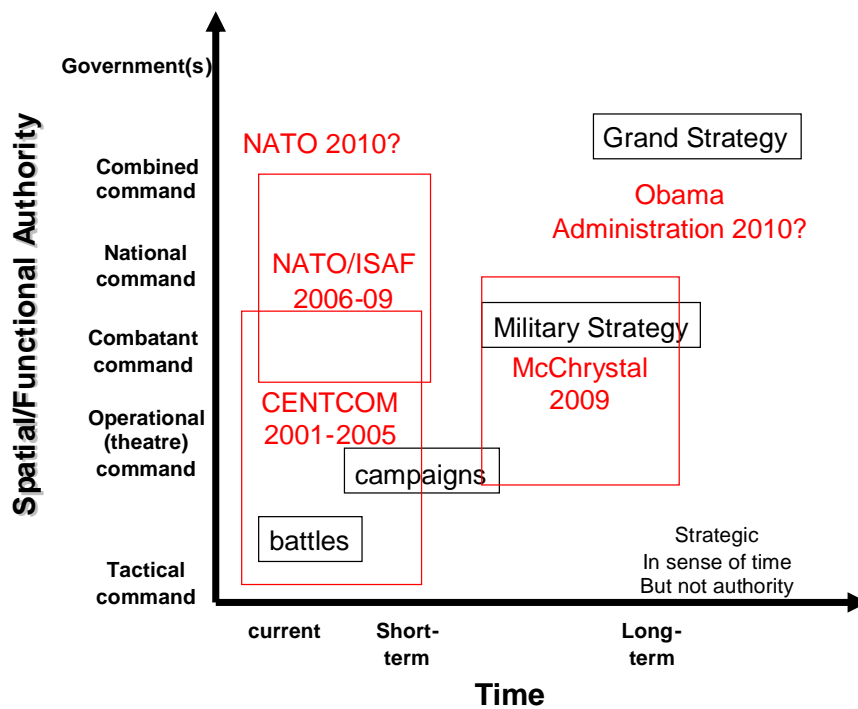 Government(s)
NATO 2010?
Grand Strategy
Combined
command
Obama
Administration 2010?
National
command
NATO/ISAF
2006-09
Military Strategy
Combatant
command
McChrystal
2009
CENTCOM
2001-2005
Operational
(theatre)
command
campaigns
battles
Strategic
In sense of time
But not authority
Tactical
command
Spatial/Functional Authority
current
Short-
term
Long-
term
Time